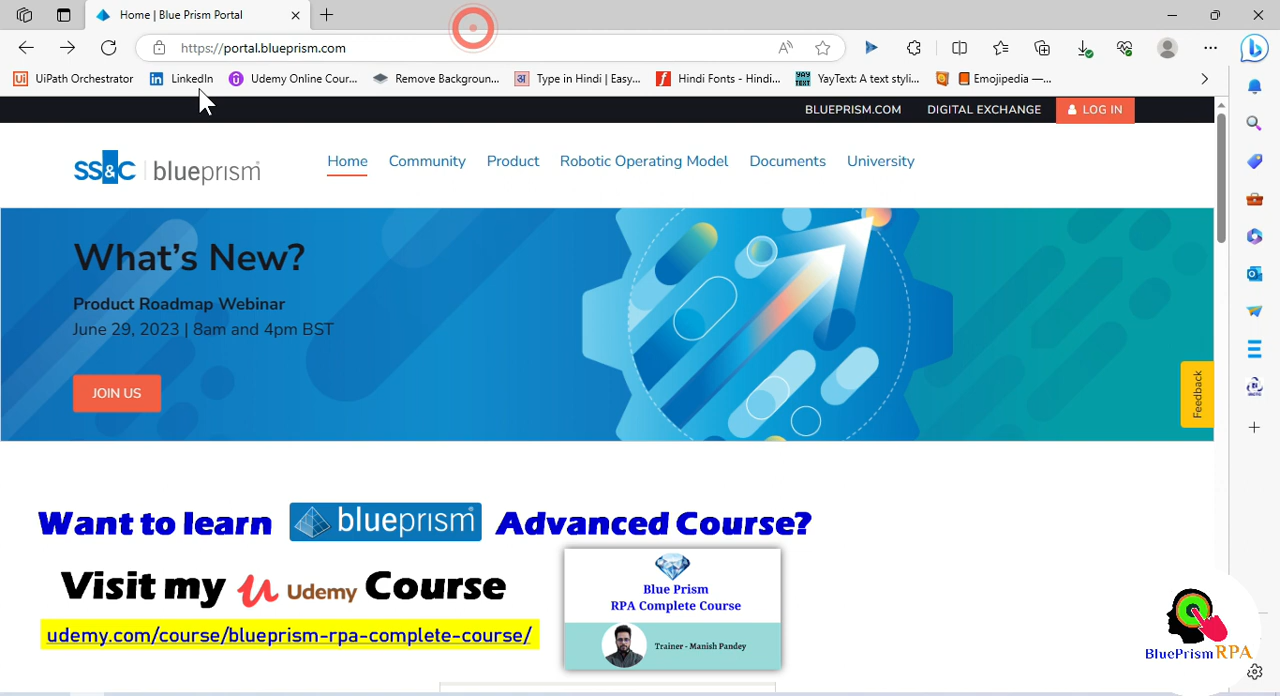 Home | Blue Prism Portal
https://portal.blueprism.com
UiPath Orchestrator
LinkedIn
Udemy Online Cour...
Remove Backgroun...
Type in Hindi | Easy...
Hindi Fonts - Hindi...
YayText: A text styli...
Emojipedia —...
BLUEPRISM.COM
DIGITAL EXCHANGE
LOG IN
SS&C | blueprism
Home
Community
Product
Robotic Operating Model
Documents
University
What's New?
Product Roadmap Webinar
June 29, 2023 | 8am and 4pm BST
JOIN US
Feedback
Want to learn blueprism Advanced Course?
Visit my Udemy Course
udemy.com/course/blueprism-rpa-complete-course/
Blue Prism
RPA Complete Course
Trainer - Manish Pandey
BluePrism RPA